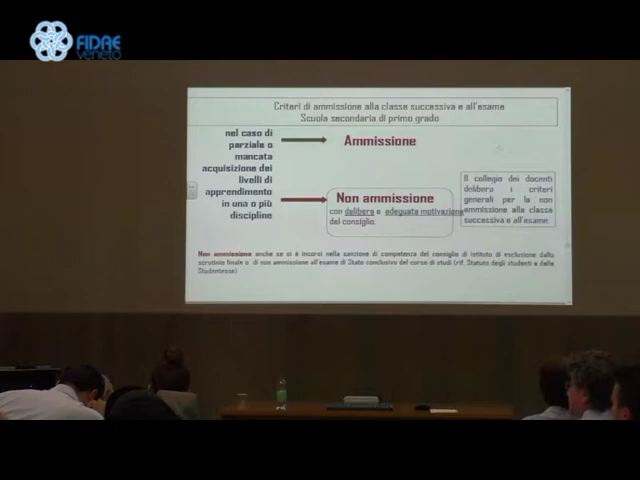 FIDAE
veneto
Criteri di ammissione alla classe successiva e all'esame
Scuola secondaria di primo grado
nel caso di
parziale o
mancata
acquisizione dei
livelli di
apprendimento
in una o più
discipline
Ammissione
Non ammissione
con delibera e adeguata motivazione
del consiglio.
Il collegio dei docenti
delibera i criteri
generali per la non
ammissione alla classe
successiva e all'esame
Non ammissione anche se si è incorsi nella sanzione di competenza del consiglio di istituto di esclusione dallo
scrutinio finale o di non ammissione all'esame di Stato conclusivo del corso di studi (rif. Statuto degli studenti e delle
Studentesse)